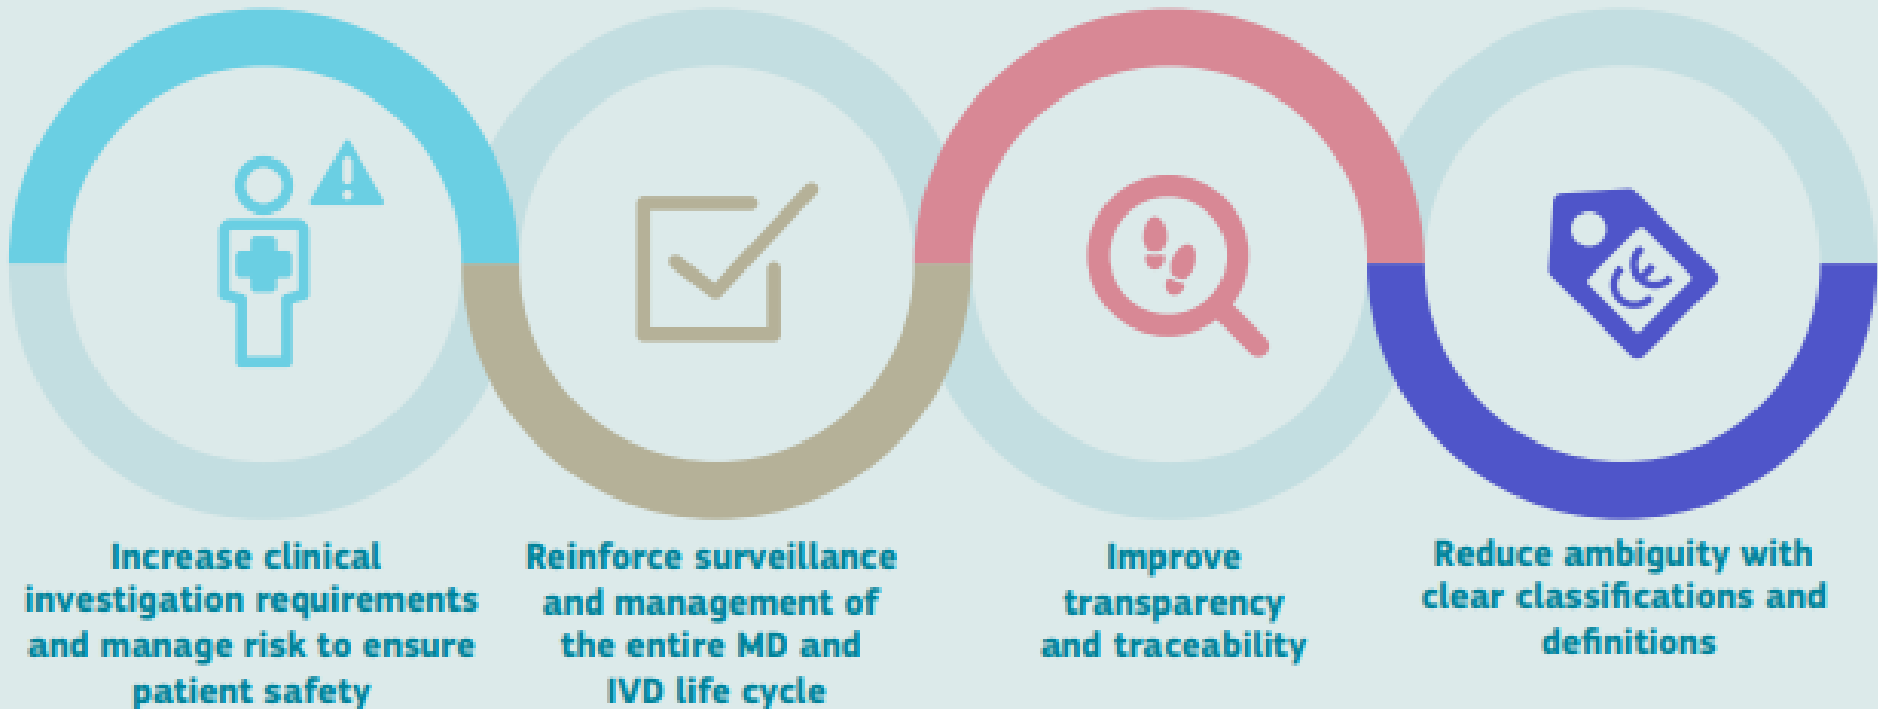 CE
Increase clinical
investigation requirements
and manage risk to ensure
patient safety
Reinforce surveillance
and management of
the entire MD and
IVD life cycle
Improve
transparency
and traceability
Reduce ambiguity with
clear classifications and
definitions